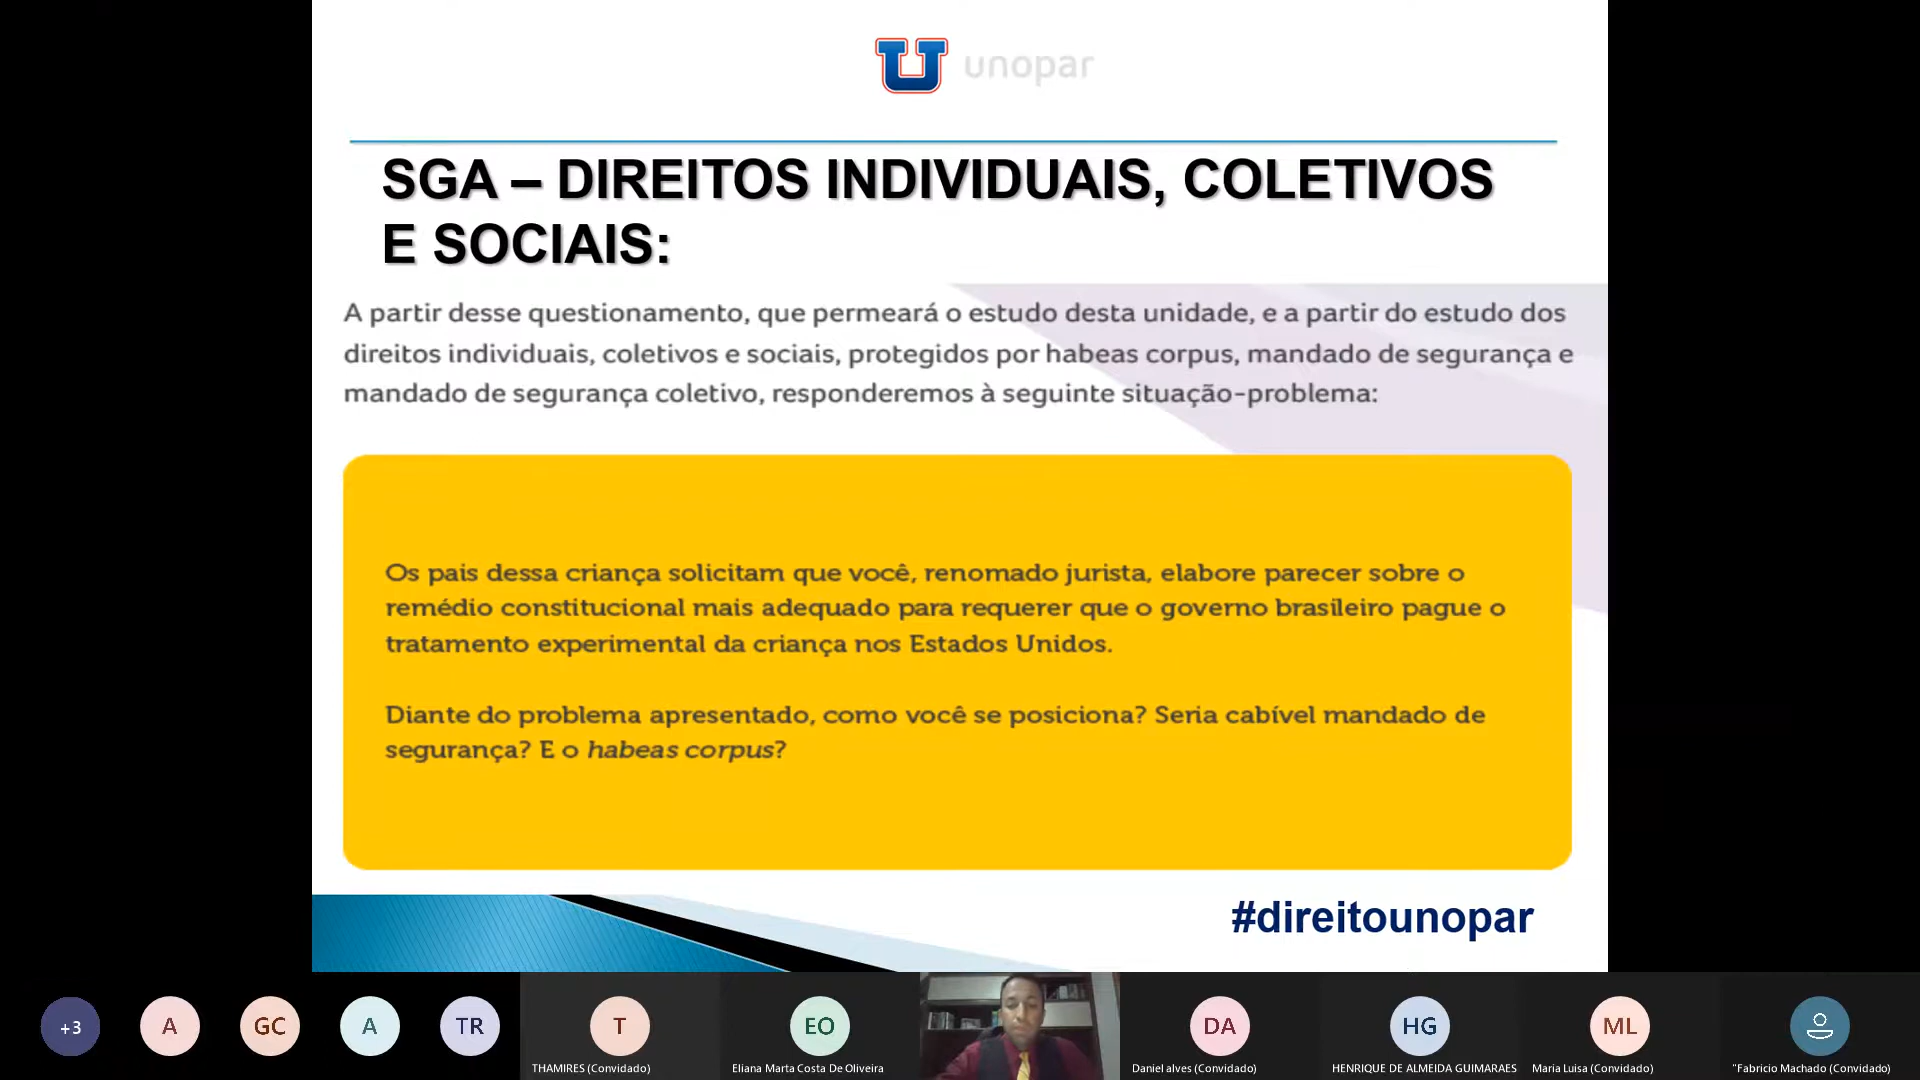 unopar
SGA – DIREITOS INDIVIDUAIS, COLETIVOS
E SOCIAIS:
A partir desse questionamento, que permeará o estudo desta unidade, e a partir do estudo dos
direitos individuais, coletivos e sociais, protegidos por habeas corpus, mandado de segurança e
mandado de segurança coletivo, responderemos à seguinte situação-problema:
Os pais dessa criança solicitam que você, renomado jurista, elabore parecer sobre o
remédio constitucional mais adequado para requerer que o governo brasileiro pague o
tratamento experimental da criança nos Estados Unidos.
Diante do problema apresentado, como você se posiciona? Seria cabível mandado de
segurança? E o habeas corpus?
#direitounopar
+3
A
GC
A
TR
T
EO
DA
HG
ML
THAMIRES (Convidado)
Eliana Marta Costa De Oliveira
Daniel alves (Convidado)
HENRIQUE DE ALMEIDA GUIMARAES
Maria Luisa (Convidado)
"Fabricio Machado (Convidado)